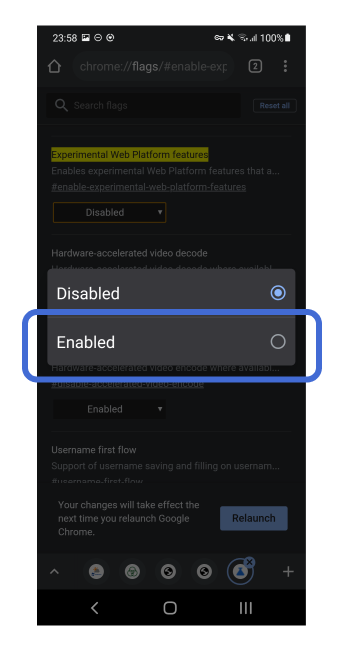 23:58
100%
chrome://flags/#enable-exp
2
Search flags
Reset all
Experimental Web Platform features
Enables experimental Web Platform features that a...
#enable-experimental-web-platform-features
Disabled
Hardware-accelerated video decode
Hardware-accelerated video decode where availabl...
Disabled
Enabled
Hardware-accelerated video encode where availabl...
#disable-accelerated-video-encode
Enabled
Username first flow
Support of username saving and filling on usernam...
#username-first-flow
Your changes will take effect the
next time you relaunch Google
Chrome.
Relaunch